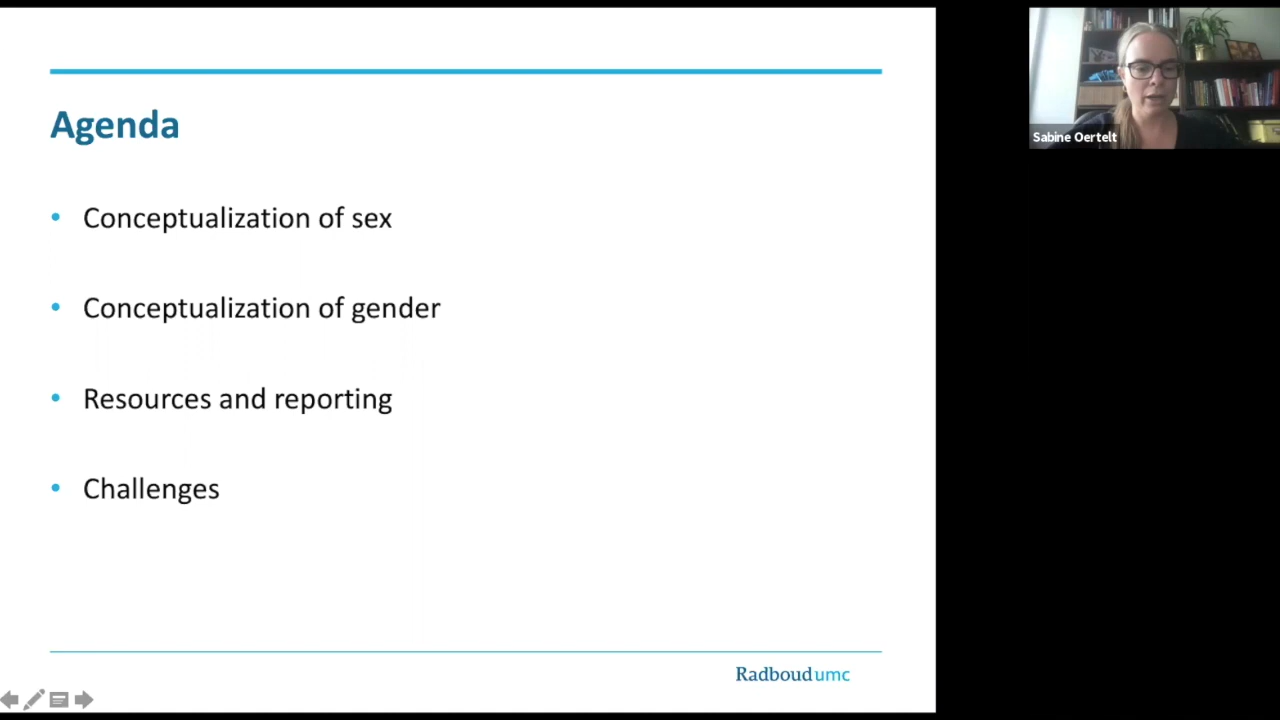 Agenda
• Conceptualization of sex
• Conceptualization of gender
• Resources and reporting
• Challenges
Radboudumc
Sabine Oertelt